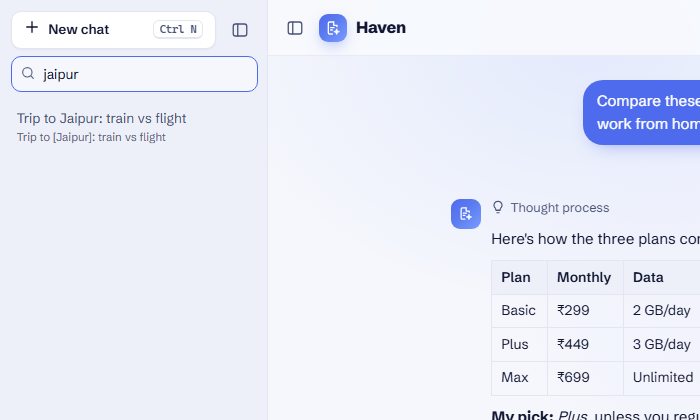 New chat
Ctrl N
jaipur
Trip to Jaipur: train vs flight
Trip to [Jaipur]: train vs flight
Haven
Compare these
work from hom
Thought process
Here's how the three plans co
Plan Monthly Data
Basic ₹299 2 GB/day
Plus ₹449 3 GB/day
Max ₹699 Unlimited
My pick: Plus, unless you regu